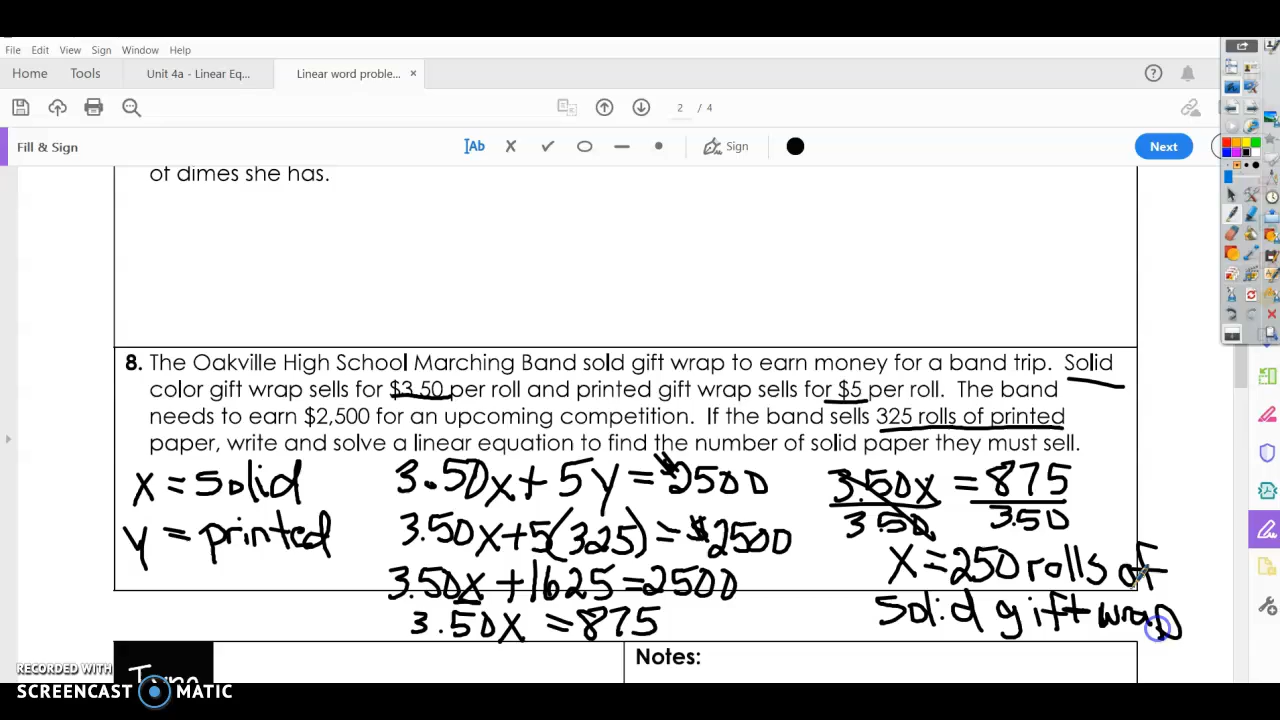 File Edit View Sign Window Help
Home Tools Unit 4a - Linear Eq... Linear word proble... ×
2 / 4
Fill & Sign Ab Sign Next
of dimes she has.
8. The Oakville High School Marching Band sold gift wrap to earn money for a band trip. Solid
color gift wrap sells for $3.50 per roll and printed gift wrap sells for $5 per roll. The band
needs to earn $2,500 for an upcoming competition. If the band sells 325 rolls of printed
paper, write and solve a linear equation to find the number of solid paper they must sell.
x = solid
y = printed
3.50x + 5y = $2500
3.50x + 5(325) = $2500
3.50x + 1625 = 2500
3.50x = 875
3.50x = 875
3.50 3.50
x = 250 rolls of
solid gift wrap
Notes:
RECORDED WITH
SCREENCAST MATIC